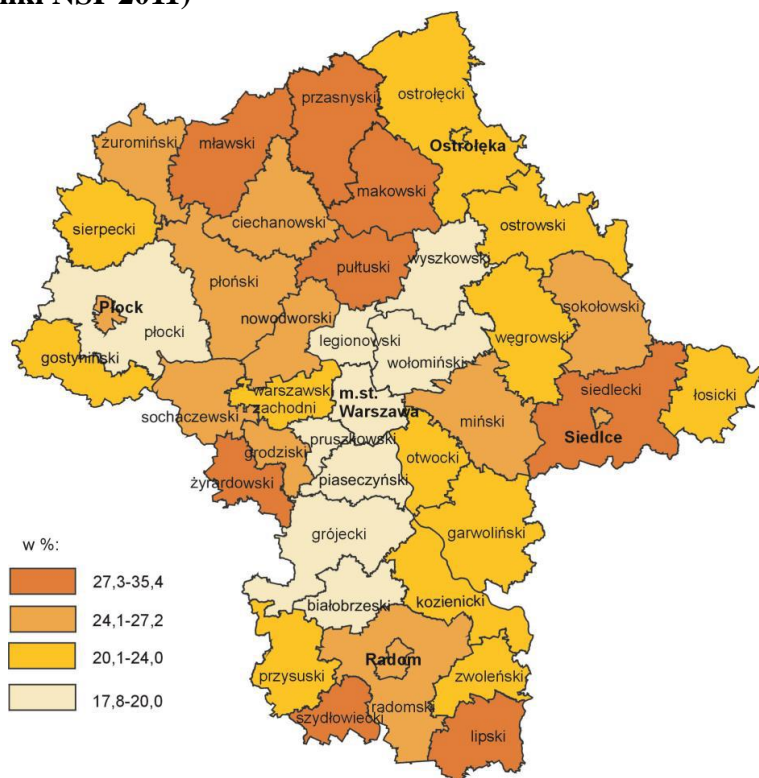 NSP 2011)
przasnyski
ostrołęcki
żuromiński
mławski
Ostrołęka
makowski
sierpecki
ciechanowski
ostrowski
wyszkowski
pułtuski
płoński
sokołowski
Płock
nowodworski
płocki
legionowski
węgrowski
wołomiński
gostyniński
siedlecki
warszawski
zachodni
m.st.
Warszawa
łosicki
sochaczewski
miński
Siedlce
pruszkowski
grodziski
otwocki
żyrardowski
piaseczyński
grójecki
garwoliński
w %:
27,3-35,4
24,1-27,2
20,1-24,0
17,8-20,0
białobrzeski
kozienicki
Radom
przysuski
zwoleński
szydłowiecki
radomski
lipski